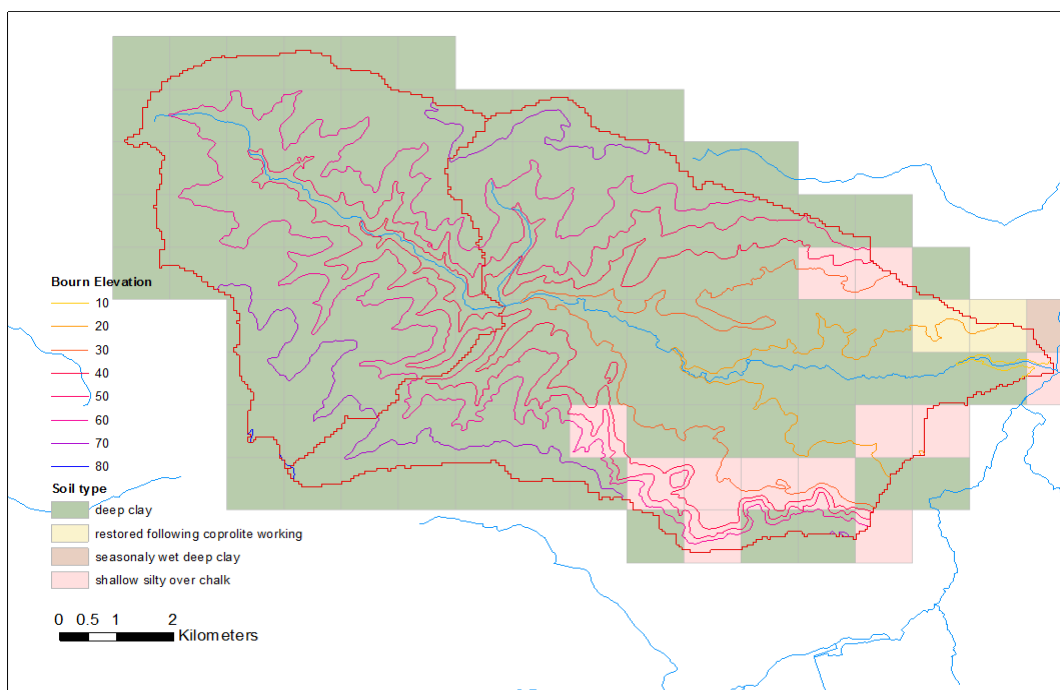 Bourn Elevation
10
20
30
40
50
60
70
80
Soil type
deep clay
restored following coprolite working
seasonaly wet deep clay
shallow silty over chalk
0 0.5 1 2
Kilometers